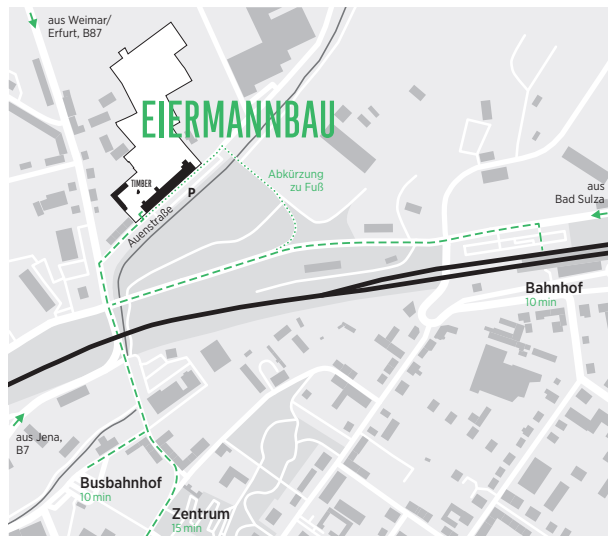 aus Weimar/
Erfurt, B87
EIERMANNBAU
TIMBER
P
Auenstraße
Abkürzung
zu Fuß
aus
Bad Sulza
Bahnhof
10 min
aus Jena,
B7
Busbahnhof
10 min
Zentrum
15 min